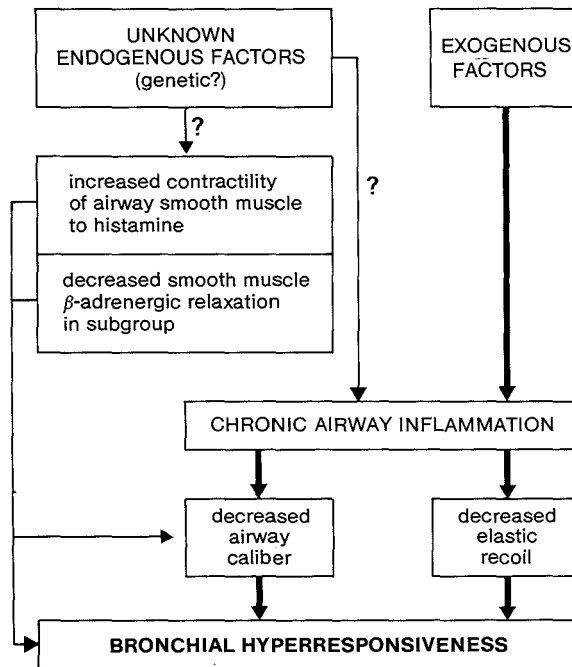 UNKNOWN
ENDOGENOUS FACTORS
(genetic?)
EXOGENOUS
FACTORS
?
?
increased contractility
of airway smooth muscle
to histamine
decreased smooth muscle
β-adrenergic relaxation
in subgroup
CHRONIC AIRWAY INFLAMMATION
decreased
airway
caliber
decreased
elastic
recoil
BRONCHIAL HYPERRESPONSIVENESS